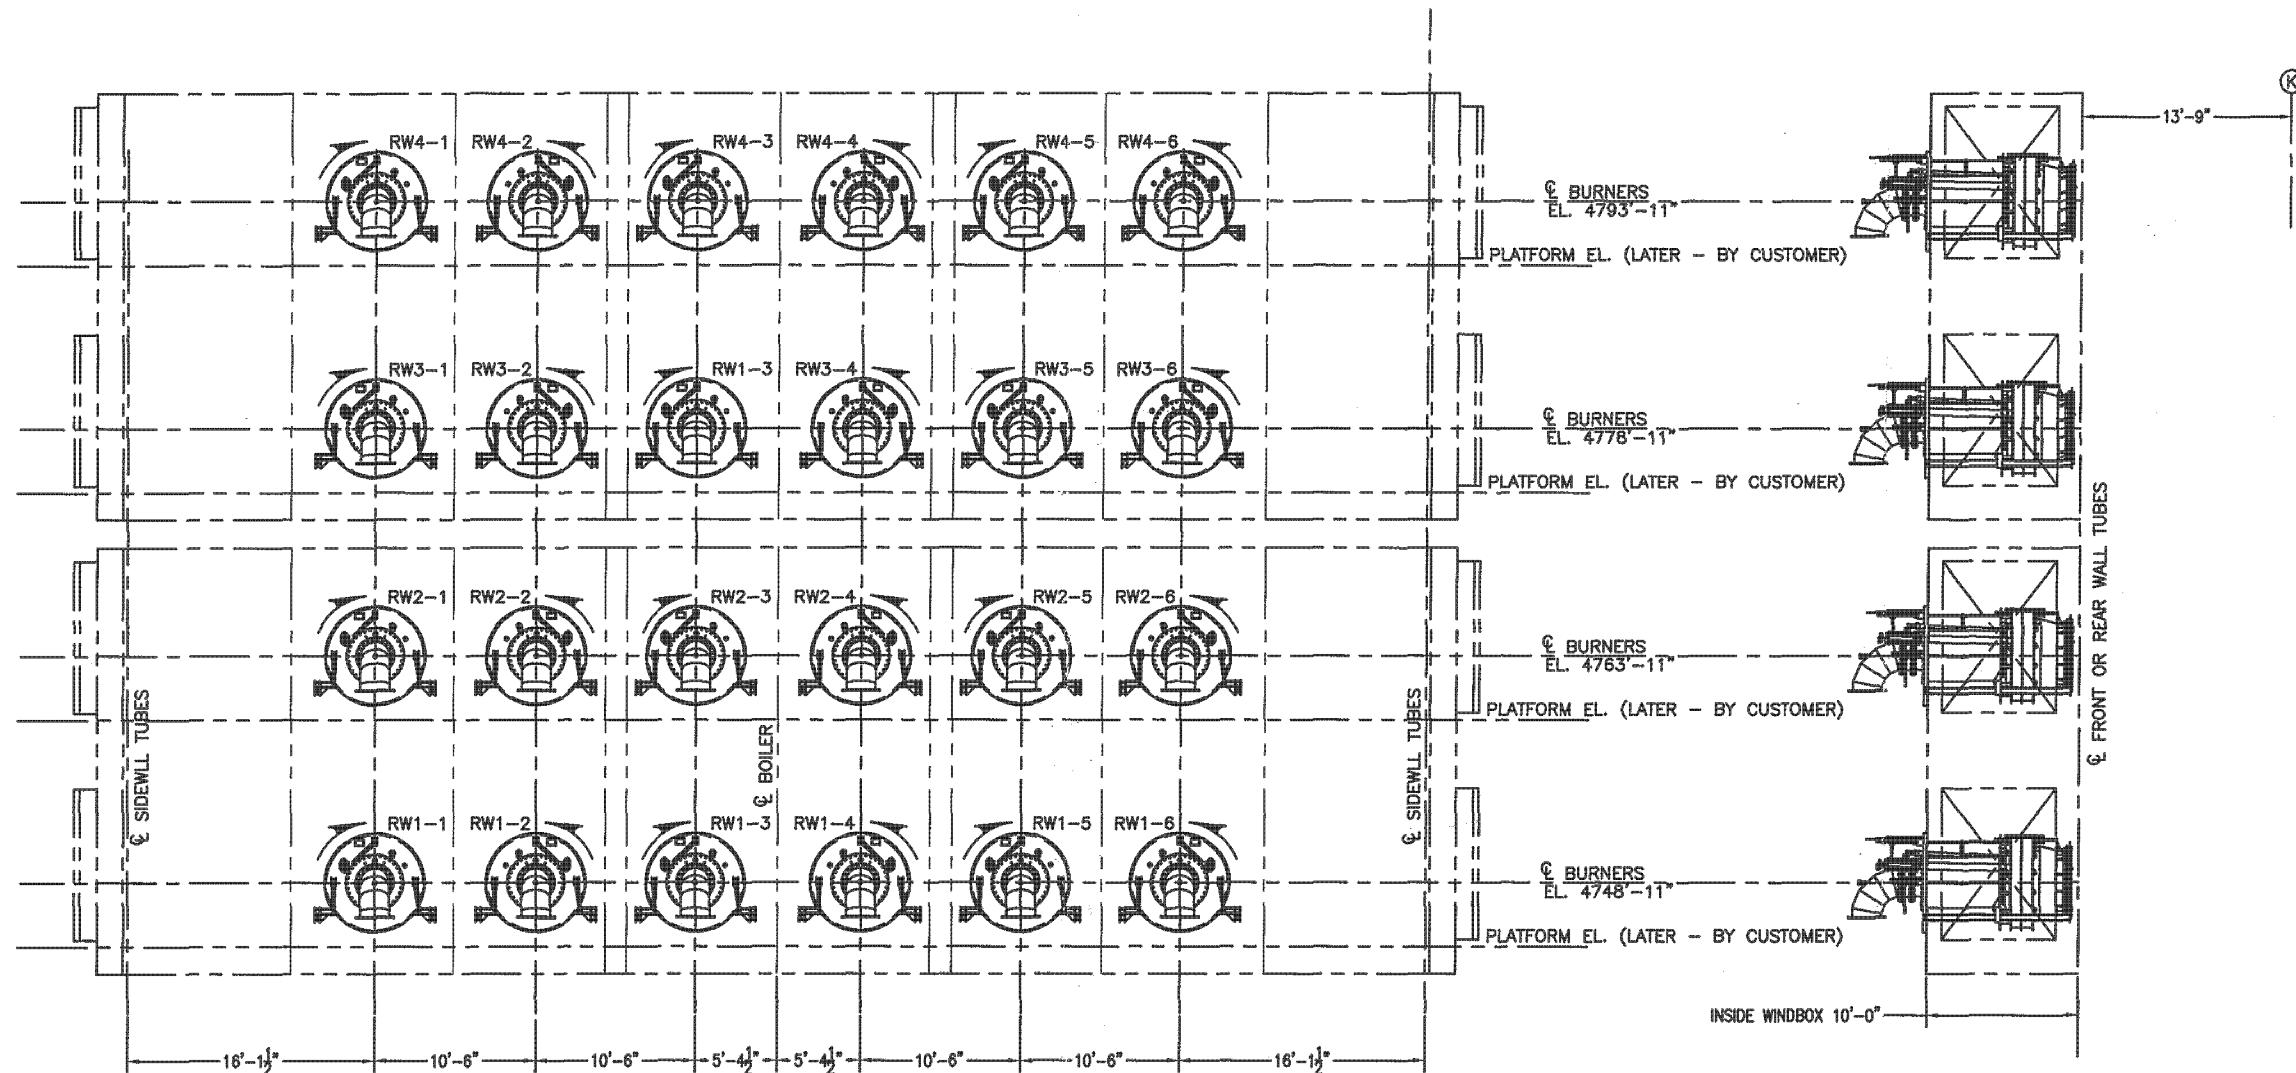 K
13'-9"
RW4-1 RW4-2 RW4-3 RW4-4 RW4-5 RW4-6
℄ BURNERS
EL. 4793'-11"
PLATFORM EL. (LATER - BY CUSTOMER)
RW3-1 RW3-2 RW1-3 RW3-4 RW3-5 RW3-6
℄ BURNERS
EL. 4778'-11"
PLATFORM EL. (LATER - BY CUSTOMER)
℄ FRONT OR REAR WALL TUBES
RW2-1 RW2-2 RW2-3 RW2-4 RW2-5 RW2-6
℄ BURNERS
EL. 4763'-11"
PLATFORM EL. (LATER - BY CUSTOMER)
℄ SIDEWLL TUBES
℄ BOILER
℄ SIDEWLL TUBES
RW1-1 RW1-2 RW1-3 RW1-4 RW1-5 RW1-6
℄ BURNERS
EL. 4748'-11"
PLATFORM EL. (LATER - BY CUSTOMER)
INSIDE WINDBOX 10'-0"
16'-1½" 10'-6" 10'-6" 5'-4½" 5'-4½" 10'-6" 10'-6" 16'-1½"